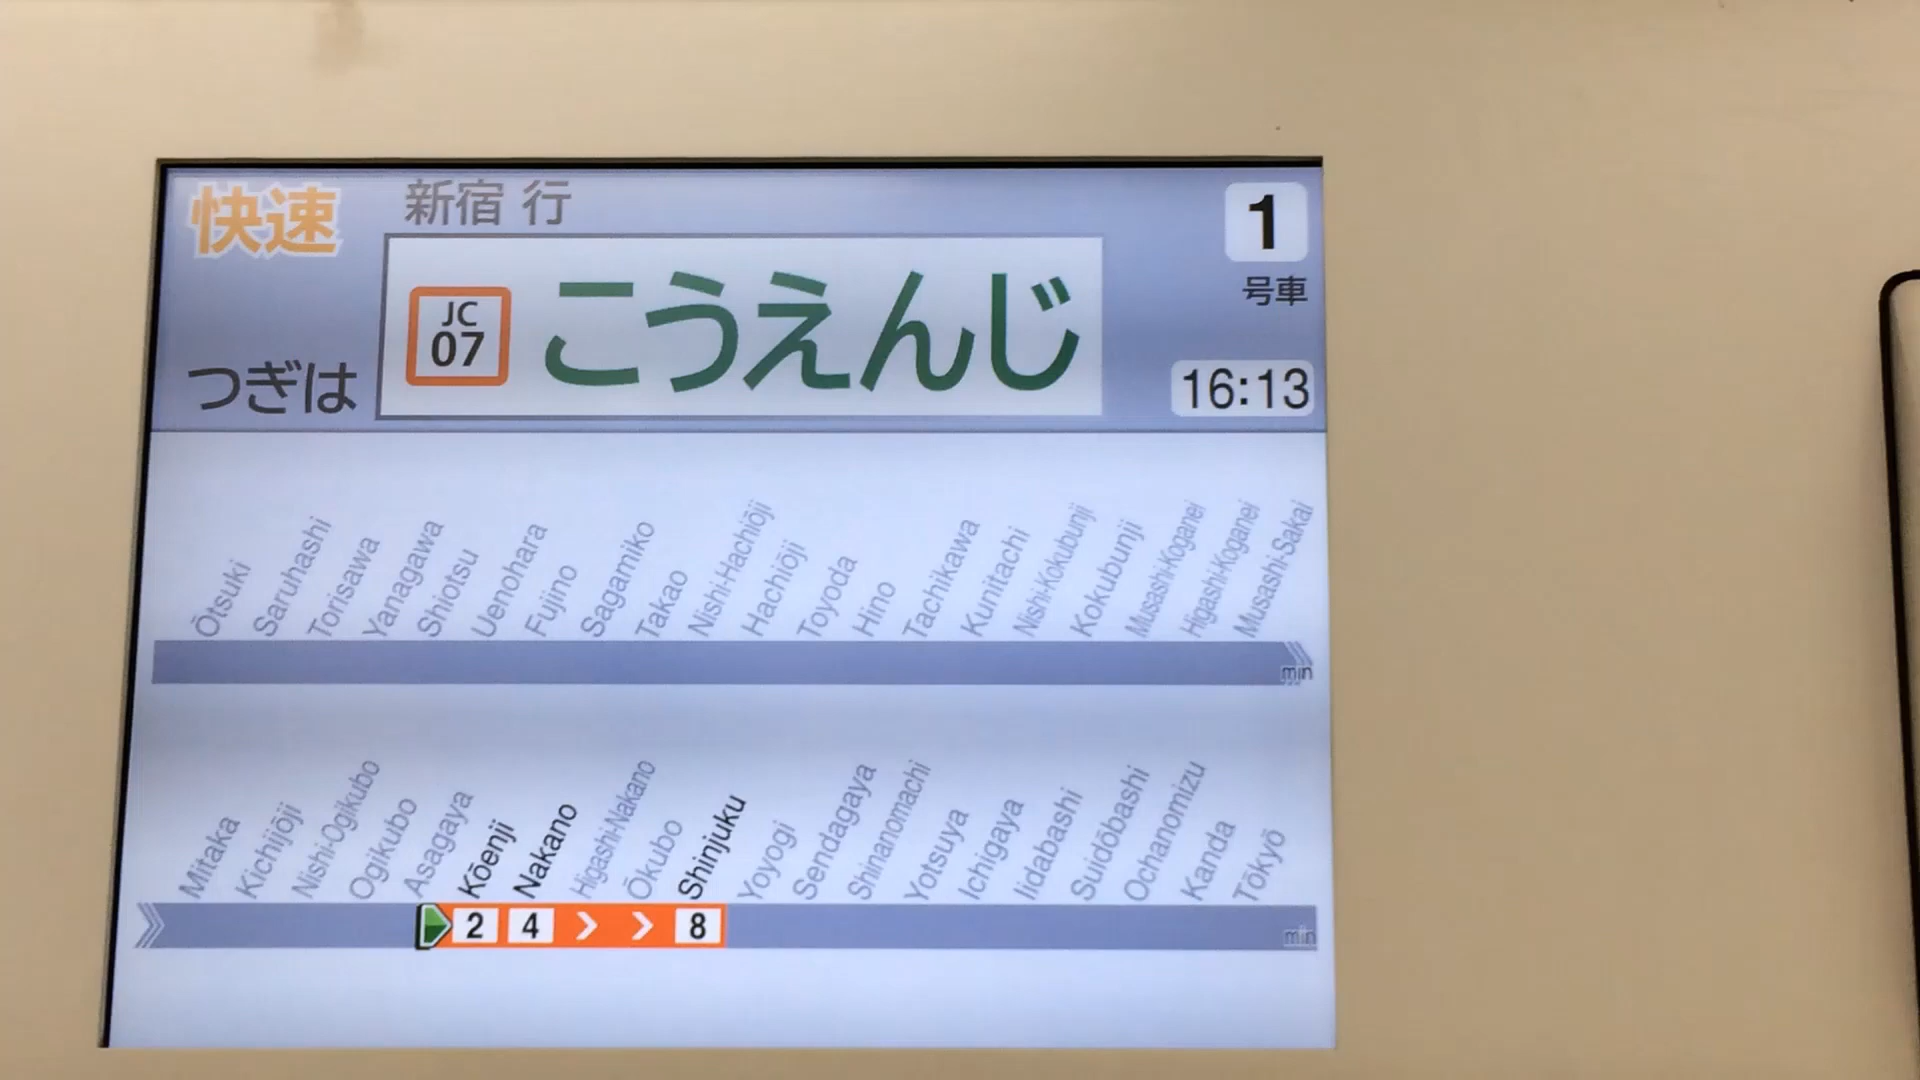 快速
新宿 行
1
号車
つぎは
JC
07
こうえんじ
16:13
Ōtsuki
Saruhashi
Torisawa
Yanagawa
Shiotsu
Uenohara
Fujino
Sagamiko
Takao
Nishi-Hachiōji
Hachiōji
Toyoda
Hino
Tachikawa
Kunitachi
Nishi-Kokubunji
Kokubunji
Musashi-Koganei
Higashi-Koganei
Musashi-Sakai
min
Mitaka
Kichijōji
Nishi-Ogikubo
Ogikubo
Asagaya
Kōenji
Nakano
Higashi-Nakano
Ōkubo
Shinjuku
Yoyogi
Sendagaya
Shinanomachi
Yotsuya
Ichigaya
Iidabashi
Suidōbashi
Ochanomizu
Kanda
Tōkyō
2 4 8
min